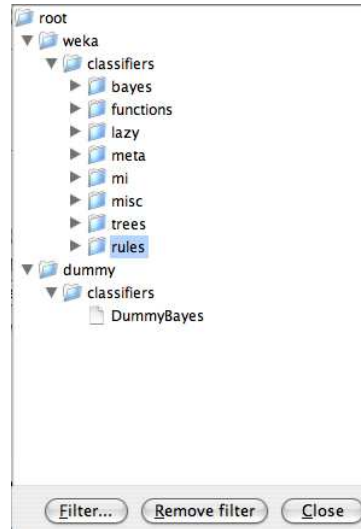 root
weka
classifiers
bayes
functions
lazy
meta
mi
misc
trees
rules
dummy
classifiers
DummyBayes
Filter... Remove filter Close